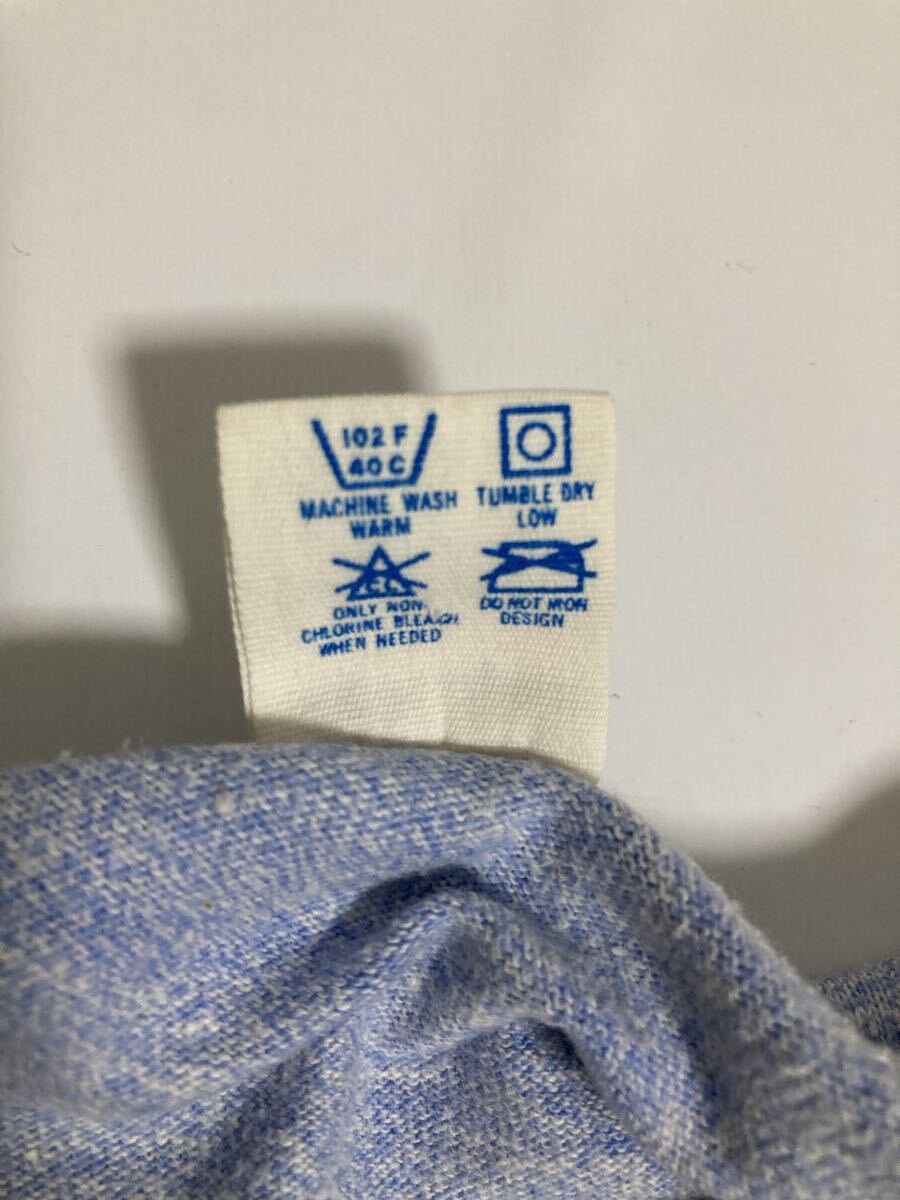 102 F
40 C
MACHINE WASH
WARM
TUMBLE DRY
LOW
CL
ONLY NON-
CHLORINE BLEACH
WHEN NEEDED
DO NOT IRON
DESIGN